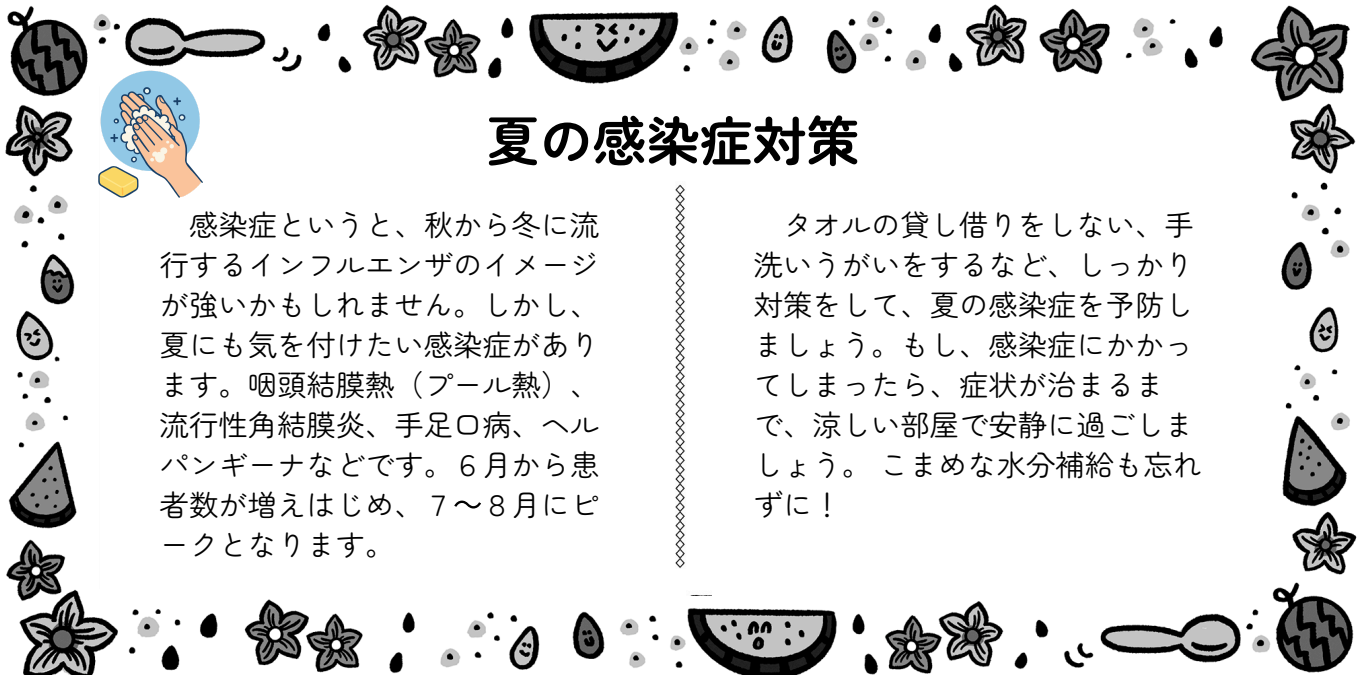 夏の感染症対策
　感染症というと、秋から冬に流
行するインフルエンザのイメージ
が強いかもしれません。しかし、
夏にも気を付けたい感染症があり
ます。咽頭結膜熱（プール熱）、
流行性角結膜炎、手足口病、ヘル
パンギーナなどです。６月から患
者数が増えはじめ、７〜８月にピ
ークとなります。
　タオルの貸し借りをしない、手
洗いうがいをするなど、しっかり
対策をして、夏の感染症を予防し
ましょう。もし、感染症にかかっ
てしまったら、症状が治まるま
で、涼しい部屋で安静に過ごしま
しょう。 こまめな水分補給も忘れ
ずに！